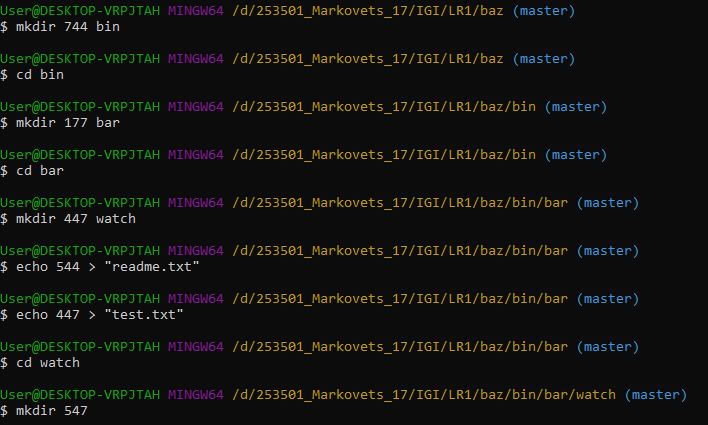 User@DESKTOP-VRPJTAH MINGW64 /d/253501_Markovets_17/IGI/LR1/baz (master)
$ mkdir 744 bin
User@DESKTOP-VRPJTAH MINGW64 /d/253501_Markovets_17/IGI/LR1/baz (master)
$ cd bin
User@DESKTOP-VRPJTAH MINGW64 /d/253501_Markovets_17/IGI/LR1/baz/bin (master)
$ mkdir 177 bar
User@DESKTOP-VRPJTAH MINGW64 /d/253501_Markovets_17/IGI/LR1/baz/bin (master)
$ cd bar
User@DESKTOP-VRPJTAH MINGW64 /d/253501_Markovets_17/IGI/LR1/baz/bin/bar (master)
$ mkdir 447 watch
User@DESKTOP-VRPJTAH MINGW64 /d/253501_Markovets_17/IGI/LR1/baz/bin/bar (master)
$ echo 544 > "readme.txt"
User@DESKTOP-VRPJTAH MINGW64 /d/253501_Markovets_17/IGI/LR1/baz/bin/bar (master)
$ echo 447 > "test.txt"
User@DESKTOP-VRPJTAH MINGW64 /d/253501_Markovets_17/IGI/LR1/baz/bin/bar (master)
$ cd watch
User@DESKTOP-VRPJTAH MINGW64 /d/253501_Markovets_17/IGI/LR1/baz/bin/bar/watch (master)
$ mkdir 547